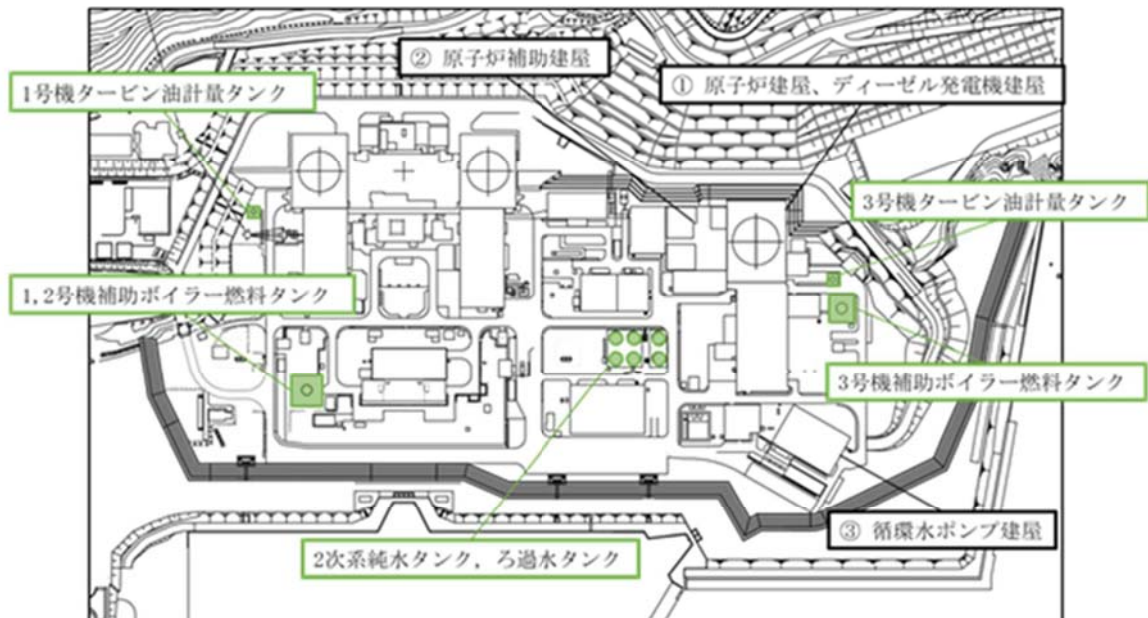 ② 原子炉補助建屋
① 原子炉建屋、ディーゼル発電機建屋
1号機タービン油計量タンク
3号機タービン油計量タンク
1,2号機補助ボイラー燃料タンク
3号機補助ボイラー燃料タンク
③ 循環水ポンプ建屋
2次系純水タンク，ろ過水タンク